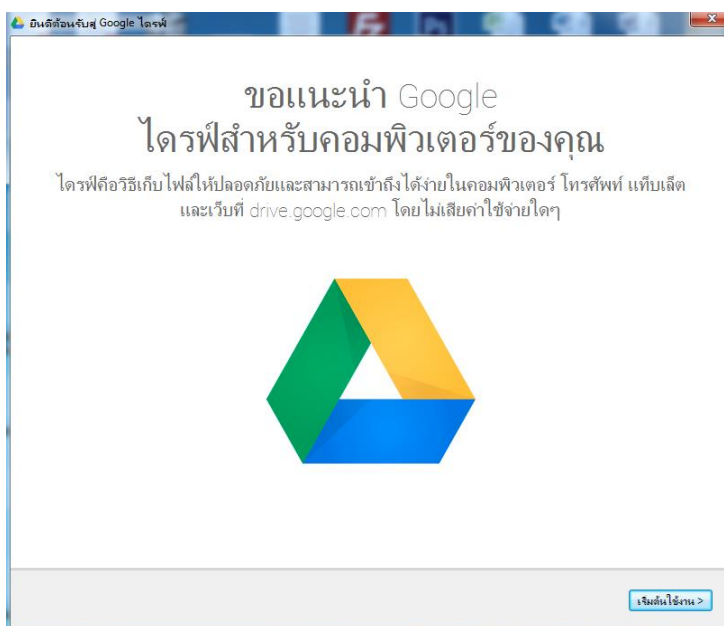 ยินดีต้อนรับสู่ Google ไดรฟ์
x
ขอแนะนำ Google
ไดรฟ์สำหรับคอมพิวเตอร์ของคุณ
ไดรฟ์คือวิธีเก็บไฟล์ให้ปลอดภัยและสามารถเข้าถึงได้ง่ายในคอมพิวเตอร์ โทรศัพท์ แท็บเล็ต
และเว็บที่ drive.google.com โดยไม่เสียค่าใช้จ่ายใดๆ
เริ่มต้นใช้งาน >